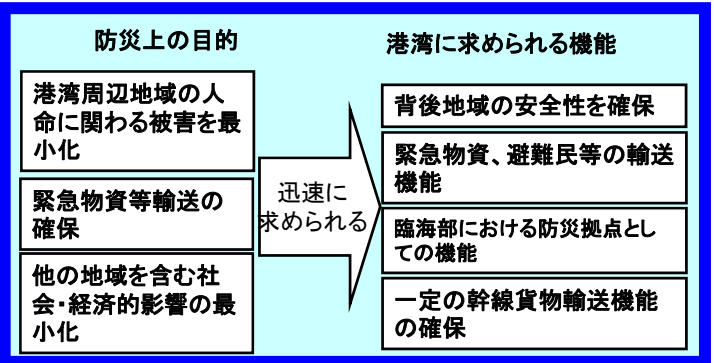 防災上の目的
港湾周辺地域の人
命に関わる被害を最
小化
緊急物資等輸送の
確保
他の地域を含む社
会・経済的影響の最
小化
迅速に
求められる
港湾に求められる機能
背後地域の安全性を確保
緊急物資、避難民等の輸送
機能
臨海部における防災拠点とし
ての機能
一定の幹線貨物輸送機能
の確保